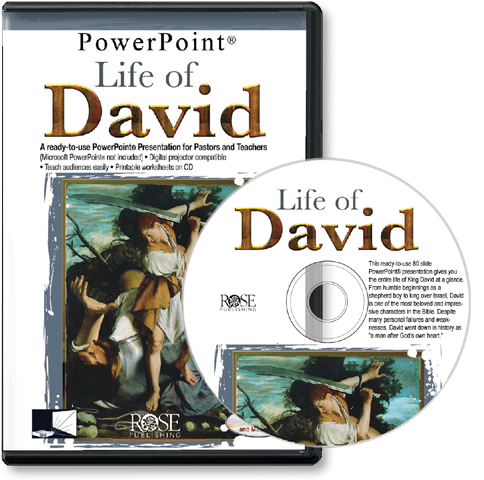 PowerPoint®
Life of
David
A ready-to-use PowerPoint® Presentation for Pastors and Teachers
(Microsoft PowerPoint® not included) • Digital projector compatible
• Teach audiences easily • Printable worksheets on CD
ROSE
PUBLISHING
Life of
David
This ready-to-use 80 slide
PowerPoint® presentation gives you
the entire life of King David at a glance.
From humble beginnings as a
shepherd boy to king over Israel, David
is one of the most beloved and impres-
sive characters in the Bible. Despite
many personal failures and weak-
nesses, David went down in history as
"a man after God's own heart."
ROSE
PUBLISHING
and